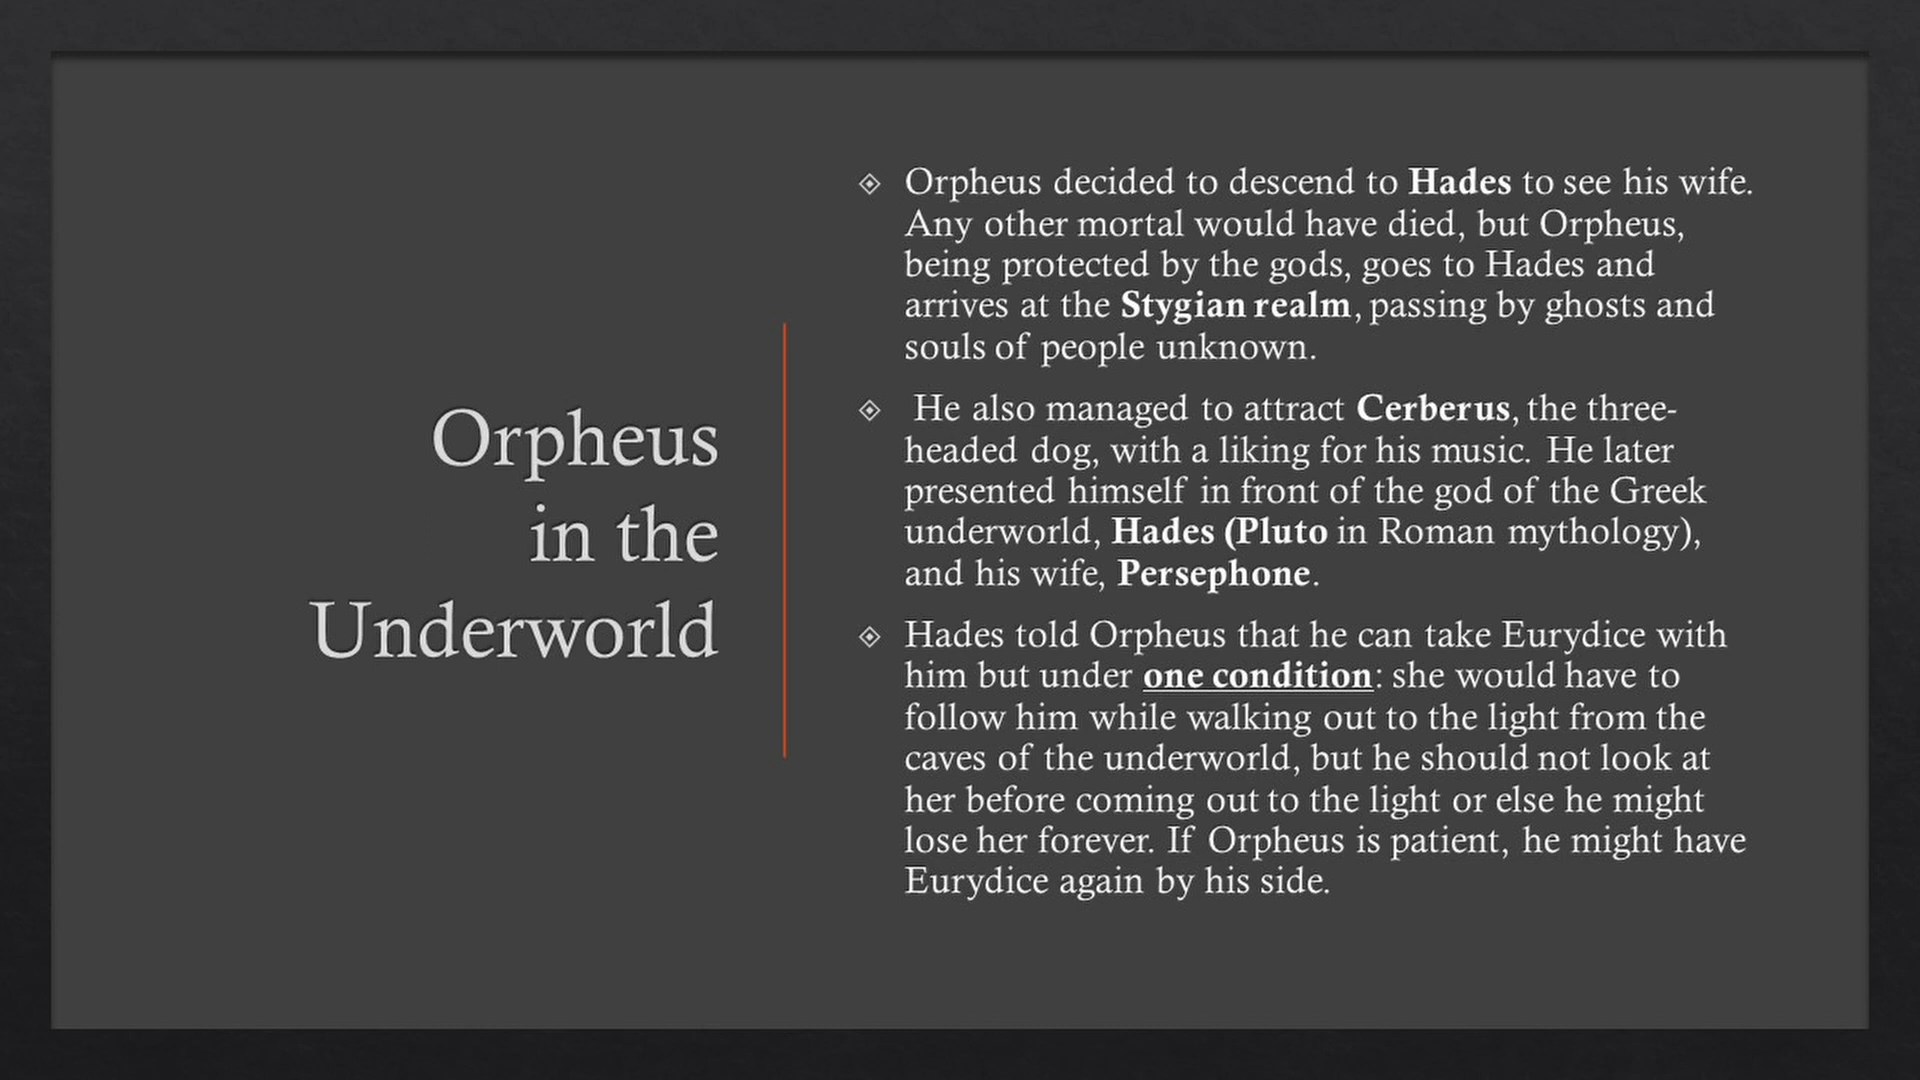 Orpheus
in the
Underworld
Orpheus decided to descend to Hades to see his wife.
Any other mortal would have died, but Orpheus,
being protected by the gods, goes to Hades and
arrives at the Stygian realm, passing by ghosts and
souls of people unknown.
He also managed to attract Cerberus, the three-
headed dog, with a liking for his music. He later
presented himself in front of the god of the Greek
underworld, Hades (Pluto in Roman mythology),
and his wife, Persephone.
Hades told Orpheus that he can take Eurydice with
him but under one condition: she would have to
follow him while walking out to the light from the
caves of the underworld, but he should not look at
her before coming out to the light or else he might
lose her forever. If Orpheus is patient, he might have
Eurydice again by his side.